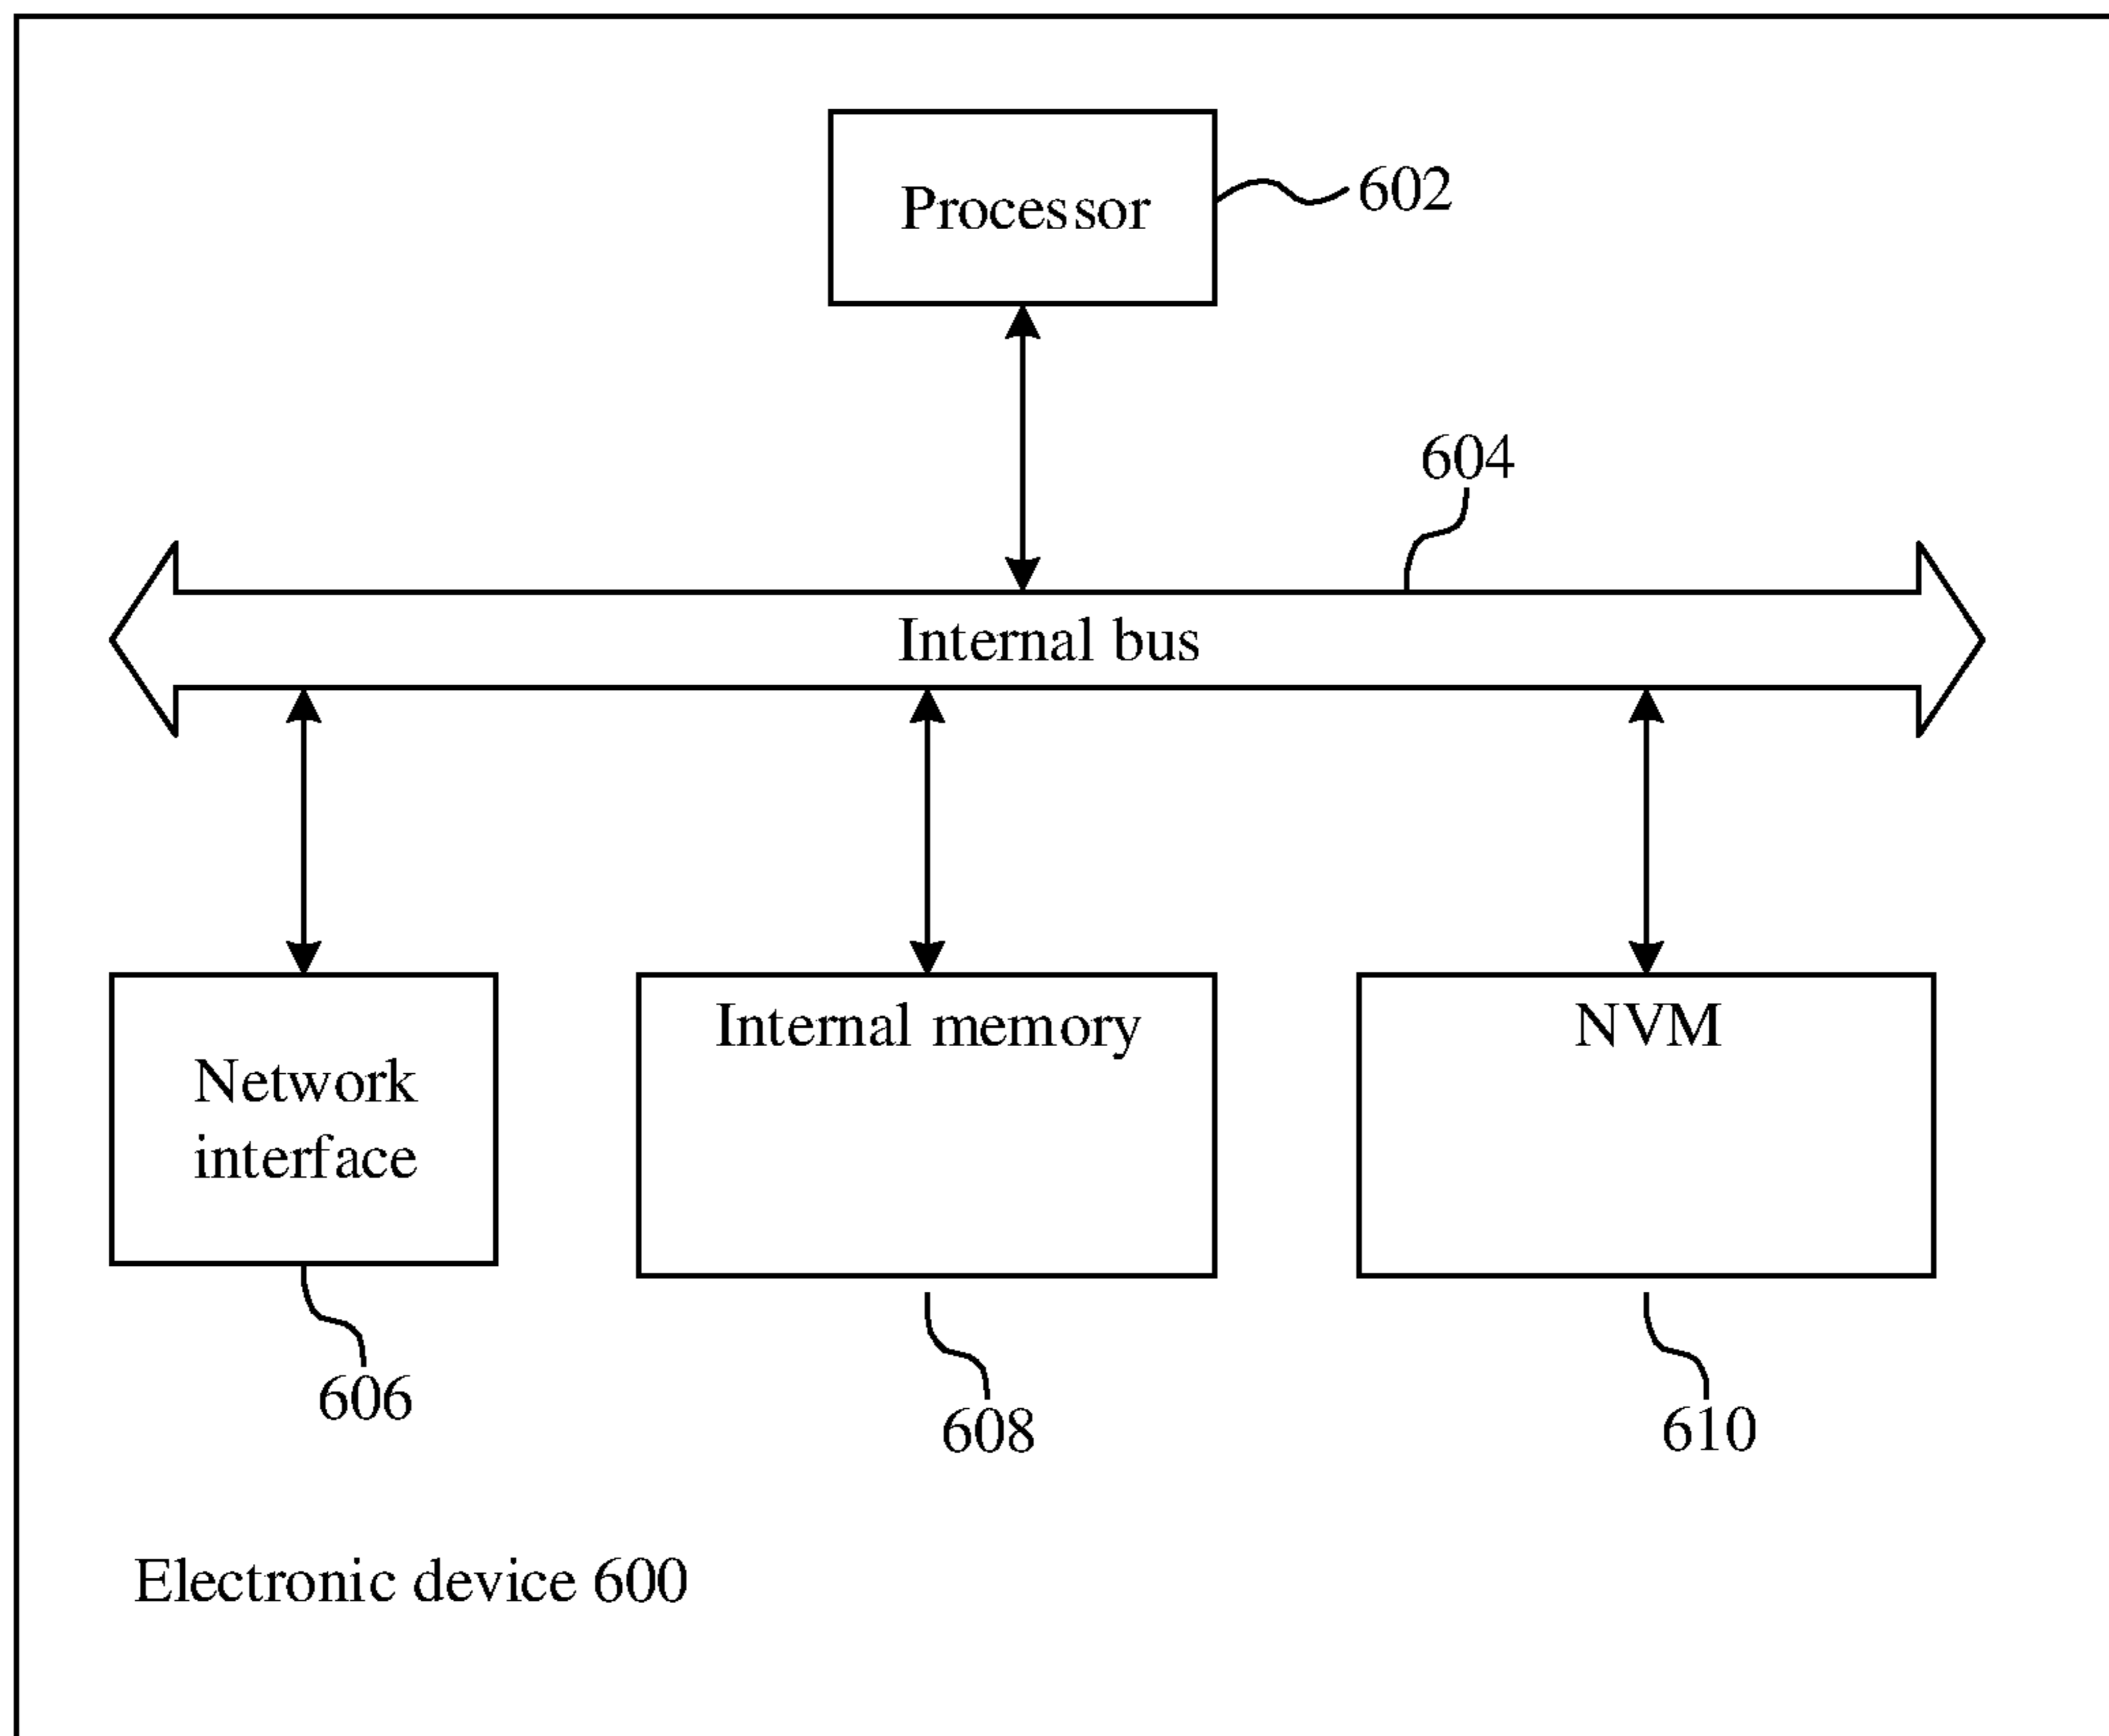 Processor
602
604
Internal bus
Network
interface
Internal memory
NVM
606
608
610
Electronic device 600